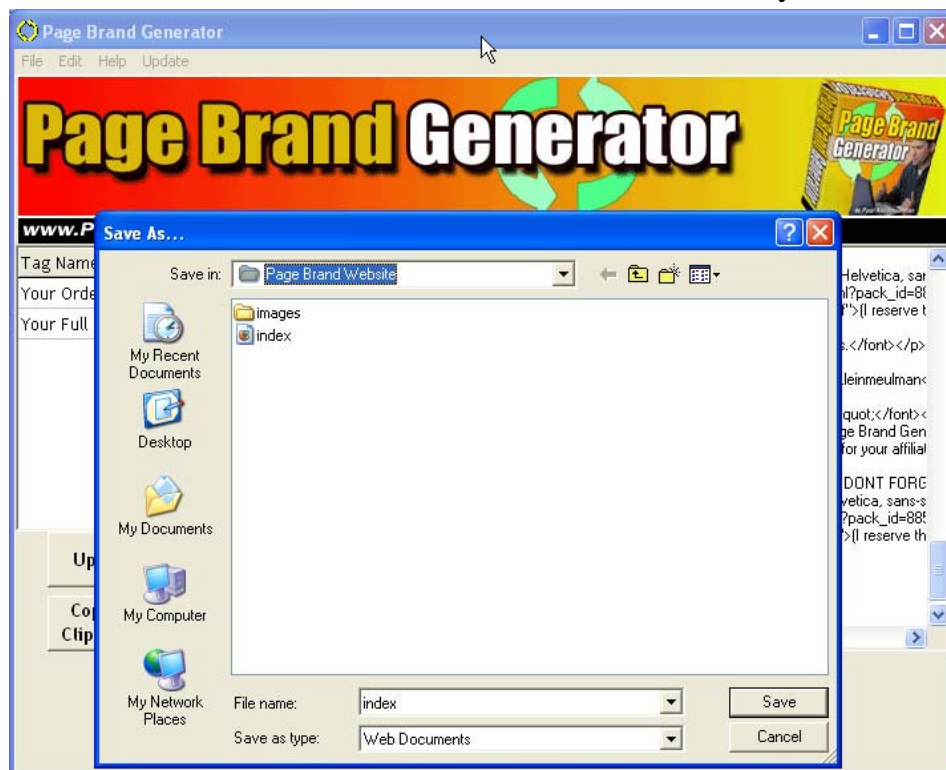 Page Brand Generator
File Edit Help Update
Page Brand Generator
Page Brand
Generator
www.P
Save As...
Tag Name
Save in:
Page Brand Website
Helvetica, sar
Your Orde
l?pack_id=88
images
">(I reserve t
Your Full
index
My Recent
Documents
s.</font></p>
leinmeulman<
Desktop
quot;</font><
ge Brand Gen
for your affiliat
DONT FORG
vetica, sans-s
My Documents
?pack_id=885
">(I reserve th
Up
My Computer
Cop
Clip
My Network
Places
File name:
index
Save
Save as type:
Web Documents
Cancel